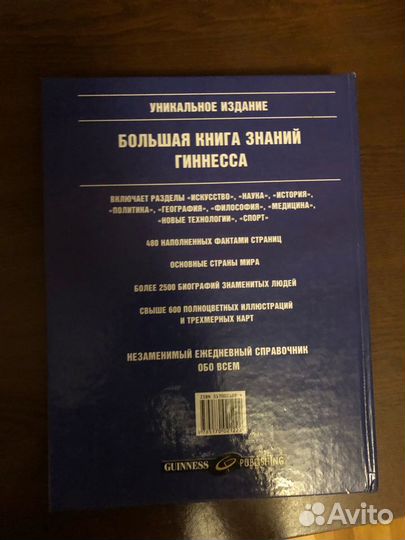 УНИКАЛЬНОЕ ИЗДАНИЕ
БОЛЬШАЯ КНИГА ЗНАНИЙ
ГИННЕССА
ВКЛЮЧАЕТ РАЗДЕЛЫ «ИСКУССТВО», «НАУКА», «ИСТОРИЯ»,
«ПОЛИТИКА», «ГЕОГРАФИЯ», «ФИЛОСОФИЯ», «МЕДИЦИНА»,
«НОВЫЕ ТЕХНОЛОГИИ», «СПОРТ»
480 НАПОЛНЕННЫХ ФАКТАМИ СТРАНИЦ
ОСНОВНЫЕ СТРАНЫ МИРА
БОЛЕЕ 2500 БИОГРАФИЙ ЗНАМЕНИТЫХ ЛЮДЕЙ
СВЫШЕ 600 ПОЛНОЦВЕТНЫХ ИЛЛЮСТРАЦИЙ
И ТРЕХМЕРНЫХ КАРТ
НЕЗАМЕНИМЫЙ ЕЖЕДНЕВНЫЙ СПРАВОЧНИК
ОБО ВСЕМ
ISBN
GUINNESS PUBLISHING
Avito